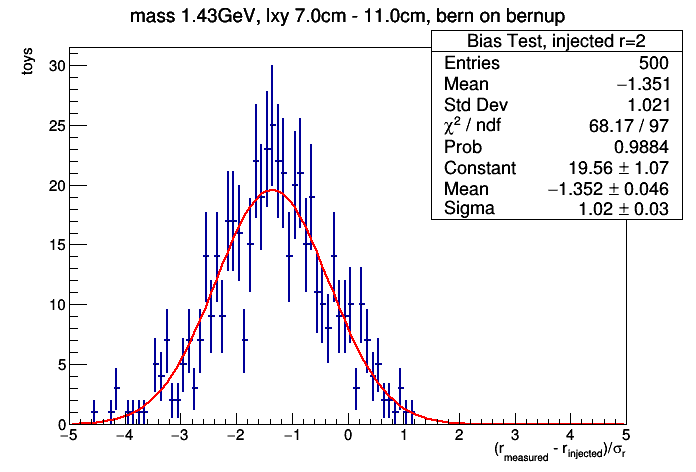 mass 1.43GeV, lxy 7.0cm - 11.0cm, bern on bernup
Bias Test, injected r=2
Entries 500
Mean −1.351
Std Dev 1.021
χ² / ndf 68.17 / 97
Prob 0.9884
Constant 19.56 ± 1.07
Mean −1.352 ± 0.046
Sigma 1.02 ± 0.03
toys
30
25
20
15
10
5
0
−5 −4 −3 −2 −1 0 1 2 3 4 5
(r_measured - r_injected)/σ_r